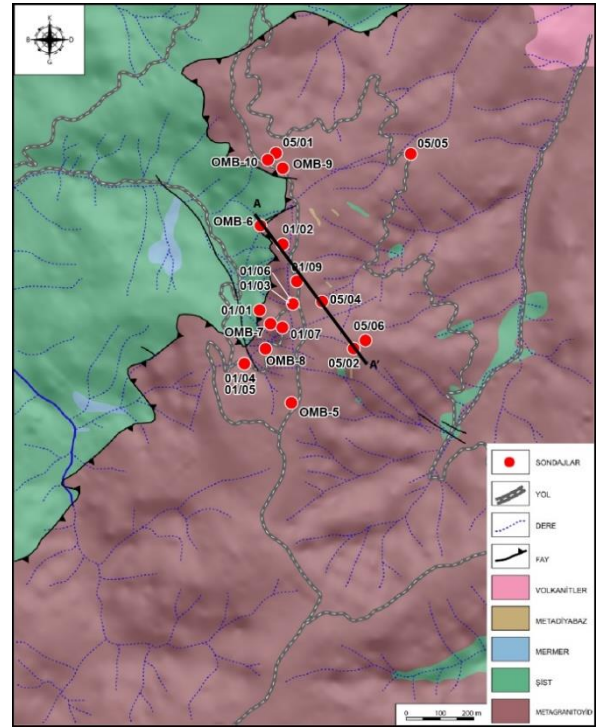 K
B D
G
05/01
05/05
OMB-10
OMB-9
A
OMB-6
01/02
01/06
01/09
01/03
05/04
01/01
05/06
OMB-7
01/07
OMB-8
05/02
A'
01/04
01/05
OMB-5
SONDAJLAR
YOL
DERE
FAY
VOLKANİTLER
METADİYABAZ
MERMER
ŞİST
METAGRANİTOYİD
0 100 200 m